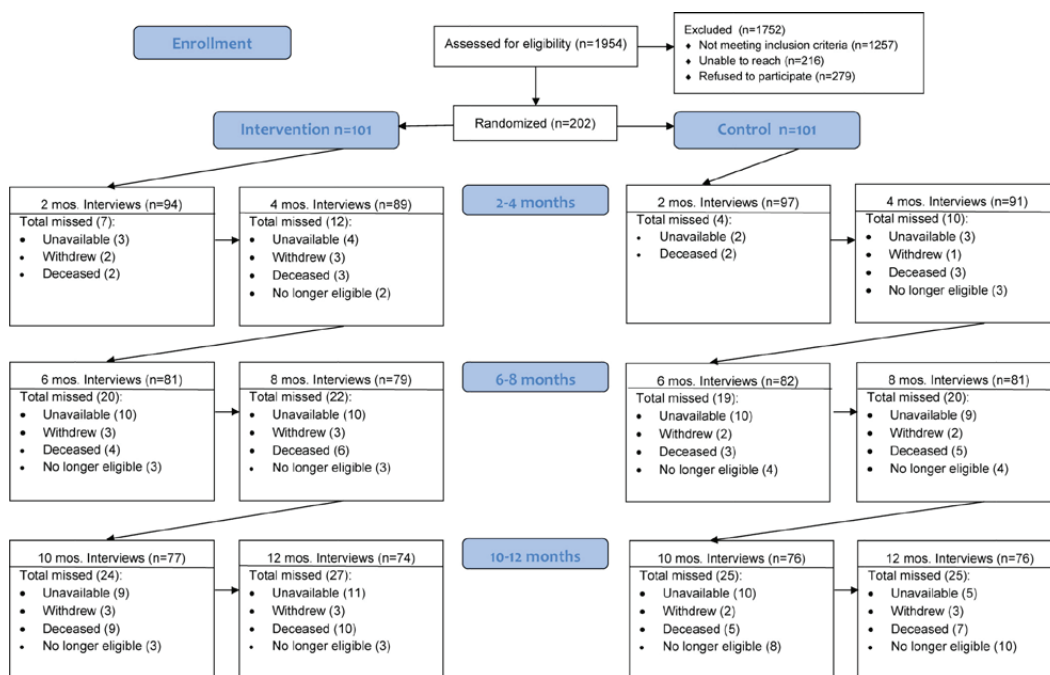 Enrollment
Assessed for eligibility (n=1954)
Excluded (n=1752)
◆ Not meeting inclusion criteria (n=1257)
◆ Unable to reach (n=216)
◆ Refused to participate (n=279)
Randomized (n=202)
Intervention n=101
Control n=101
2-4 months
2 mos. Interviews (n=94)
Total missed (7):
• Unavailable (3)
• Withdrew (2)
• Deceased (2)
4 mos. Interviews (n=89)
Total missed (12):
• Unavailable (4)
• Withdrew (3)
• Deceased (3)
• No longer eligible (2)
2 mos. Interviews (n=97)
Total missed (4):
• Unavailable (2)
• Deceased (2)
4 mos. Interviews (n=91)
Total missed (10):
• Unavailable (3)
• Withdrew (1)
• Deceased (3)
• No longer eligible (3)
6-8 months
6 mos. Interviews (n=81)
Total missed (20):
• Unavailable (10)
• Withdrew (3)
• Deceased (4)
• No longer eligible (3)
8 mos. Interviews (n=79)
Total missed (22):
• Unavailable (10)
• Withdrew (3)
• Deceased (6)
• No longer eligible (3)
6 mos. Interviews (n=82)
Total missed (19):
• Unavailable (10)
• Withdrew (2)
• Deceased (3)
• No longer eligible (4)
8 mos. Interviews (n=81)
Total missed (20):
• Unavailable (9)
• Withdrew (2)
• Deceased (5)
• No longer eligible (4)
10-12 months
10 mos. Interviews (n=77)
Total missed (24):
• Unavailable (9)
• Withdrew (3)
• Deceased (9)
• No longer eligible (3)
12 mos. Interviews (n=74)
Total missed (27):
• Unavailable (11)
• Withdrew (3)
• Deceased (10)
• No longer eligible (3)
10 mos. Interviews (n=76)
Total missed (25):
• Unavailable (10)
• Withdrew (2)
• Deceased (5)
• No longer eligible (8)
12 mos. Interviews (n=76)
Total missed (25):
• Unavailable (5)
• Withdrew (3)
• Deceased (7)
• No longer eligible (10)